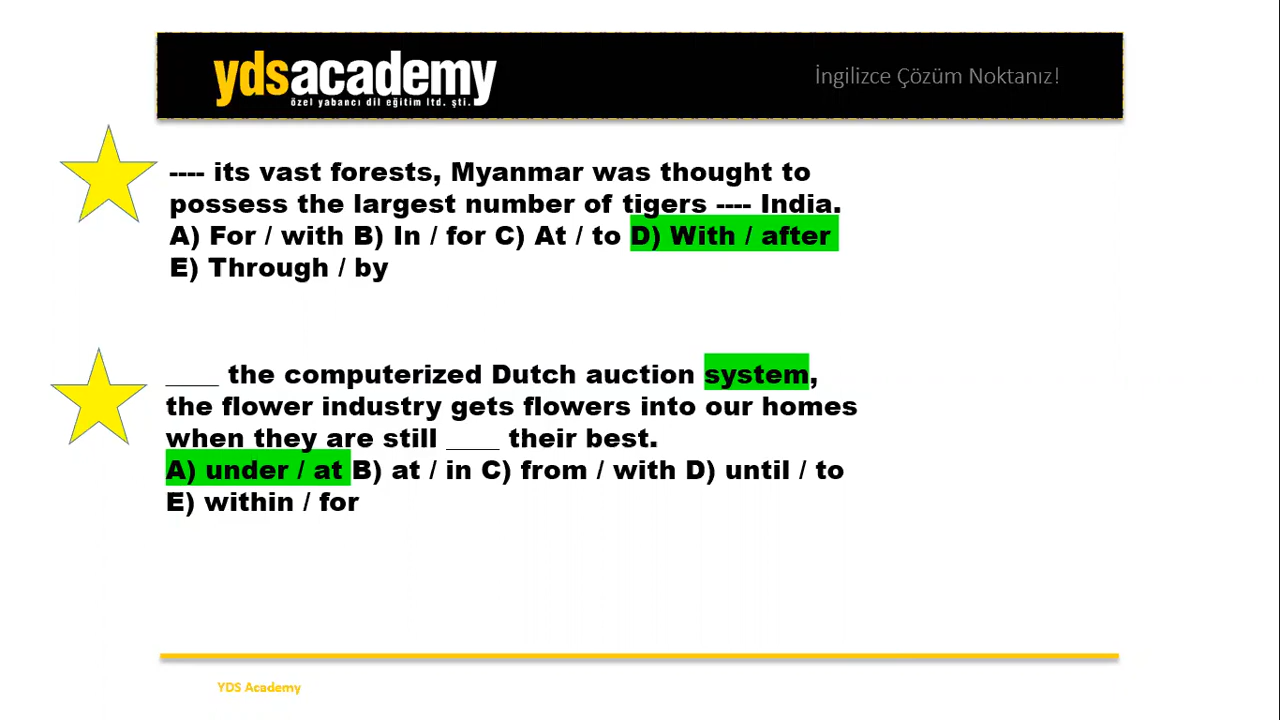 ydsacademy
özel yabancı dil eğitim ltd. şti.
İngilizce Çözüm Noktanız!
---- its vast forests, Myanmar was thought to
possess the largest number of tigers ---- India.
A) For / with B) In / for C) At / to D) With / after
E) Through / by
____ the computerized Dutch auction system,
the flower industry gets flowers into our homes
when they are still ____ their best.
A) under / at B) at / in C) from / with D) until / to
E) within / for
YDS Academy